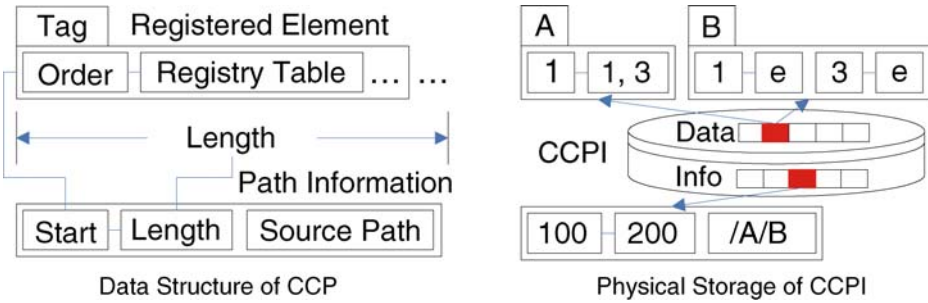 Tag Registered Element
Order Registry Table ... ...
Length
Path Information
Start Length Source Path
Data Structure of CCP
A B
1 1, 3 1 e 3 e
Data
CCPI
Info
100 200 /A/B
Physical Storage of CCPI